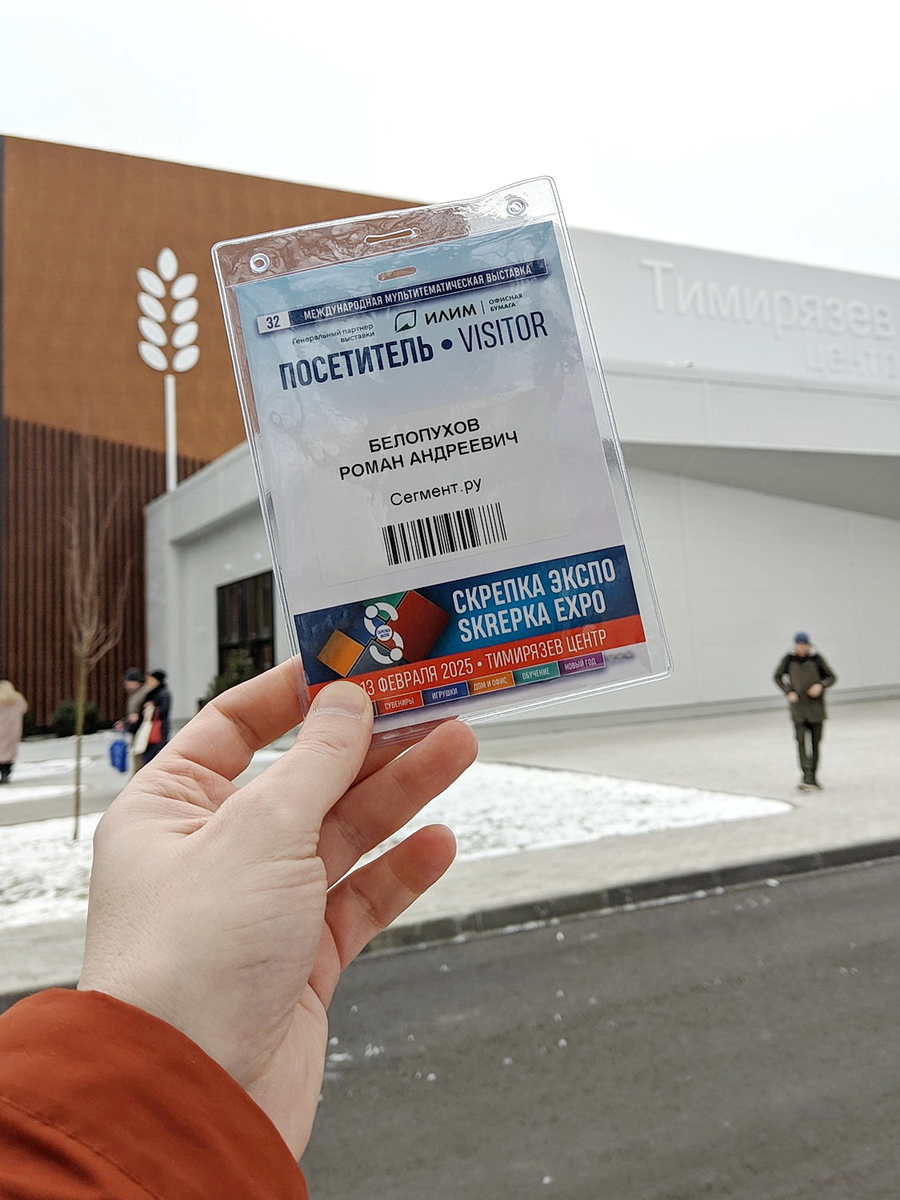 32 МЕЖДУНАРОДНАЯ МУЛЬТИТЕМАТИЧЕСКАЯ ВЫСТАВКА
Генеральный партнер
выставки
ИЛИМ
ОФИСНАЯ
БУМАГА
ПОСЕТИТЕЛЬ • VISITOR
БЕЛОПУХОВ
РОМАН АНДРЕЕВИЧ
Сегмент.ру
СКРЕПКА ЭКСПО
SKREPKA EXPO
13 ФЕВРАЛЯ 2025 • ТИМИРЯЗЕВ ЦЕНТР
СУВЕНИРЫ ИГРУШКИ ДОМ И ОФИС ОБУЧЕНИЕ НОВЫЙ ГОД
Тимирязев
центр